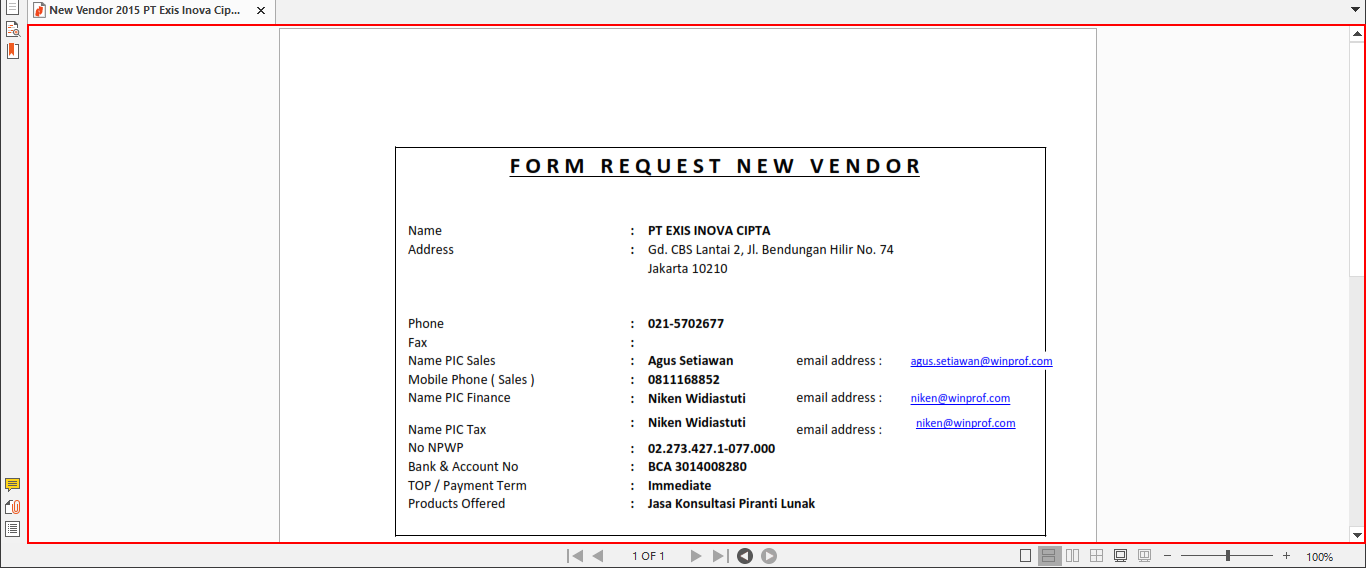 New Vendor 2015 PT Exis Inova Cip...
FORM REQUEST NEW VENDOR
Name : PT EXIS INOVA CIPTA
Address : Gd. CBS Lantai 2, Jl. Bendungan Hilir No. 74
Jakarta 10210
Phone : 021-5702677
Fax :
Name PIC Sales : Agus Setiawan email address : agus.setiawan@winprof.com
Mobile Phone ( Sales ) : 0811168852
Name PIC Finance : Niken Widiastuti email address : niken@winprof.com
Name PIC Tax : Niken Widiastuti email address : niken@winprof.com
No NPWP : 02.273.427.1-077.000
Bank & Account No : BCA 3014008280
TOP / Payment Term : Immediate
Products Offered : Jasa Konsultasi Piranti Lunak
1 OF 1
100%